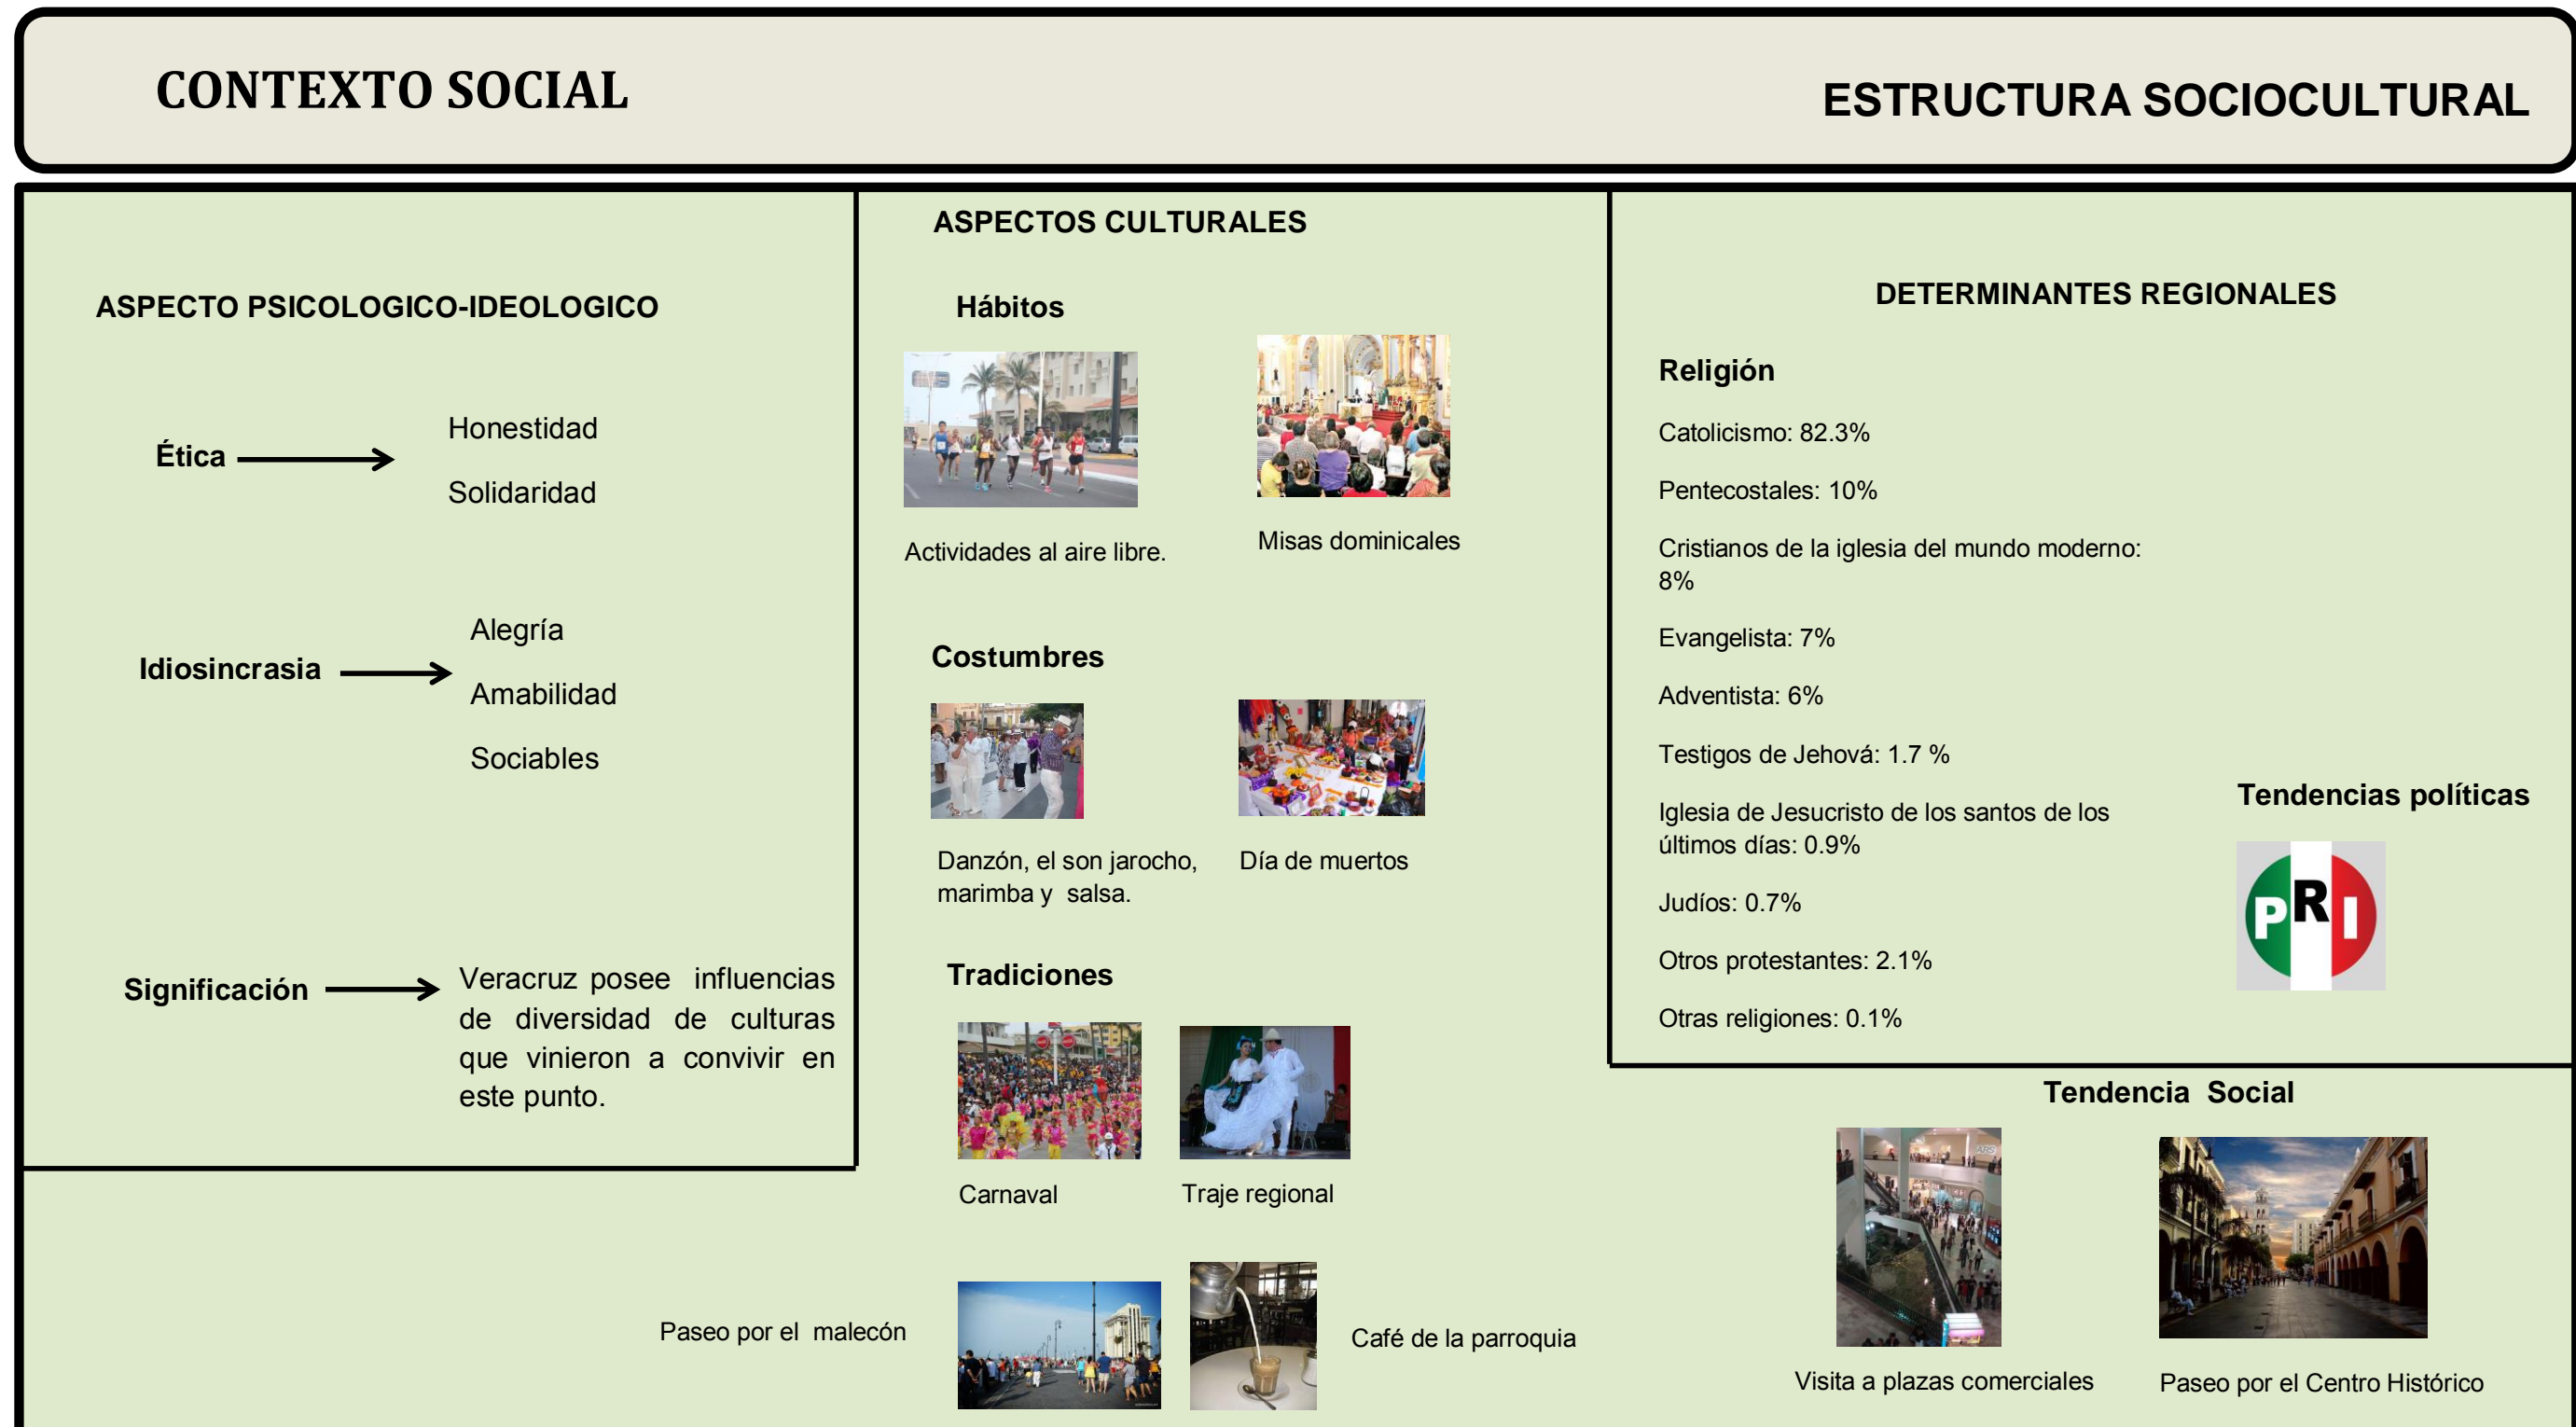 CONTEXTO SOCIAL
ESTRUCTURA SOCIOCULTURAL
ASPECTO PSICOLOGICO-IDEOLOGICO
Ética
Honestidad
Solidaridad
Idiosincrasia
Alegría
Amabilidad
Sociables
Significación
Veracruz posee influencias
de diversidad de culturas
que vinieron a convivir en
este punto.
ASPECTOS CULTURALES
Hábitos
Actividades al aire libre.
Misas dominicales
Costumbres
Danzón, el son jarocho,
marimba y salsa.
Día de muertos
Tradiciones
Carnaval
Traje regional
Paseo por el malecón
Café de la parroquia
DETERMINANTES REGIONALES
Religión
Catolicismo: 82.3%
Pentecostales: 10%
Cristianos de la iglesia del mundo moderno:
8%
Evangelista: 7%
Adventista: 6%
Testigos de Jehová: 1.7 %
Iglesia de Jesucristo de los santos de los
últimos días: 0.9%
Judíos: 0.7%
Otros protestantes: 2.1%
Otras religiones: 0.1%
Tendencias políticas
PRI
Tendencia Social
Visita a plazas comerciales
Paseo por el Centro Histórico